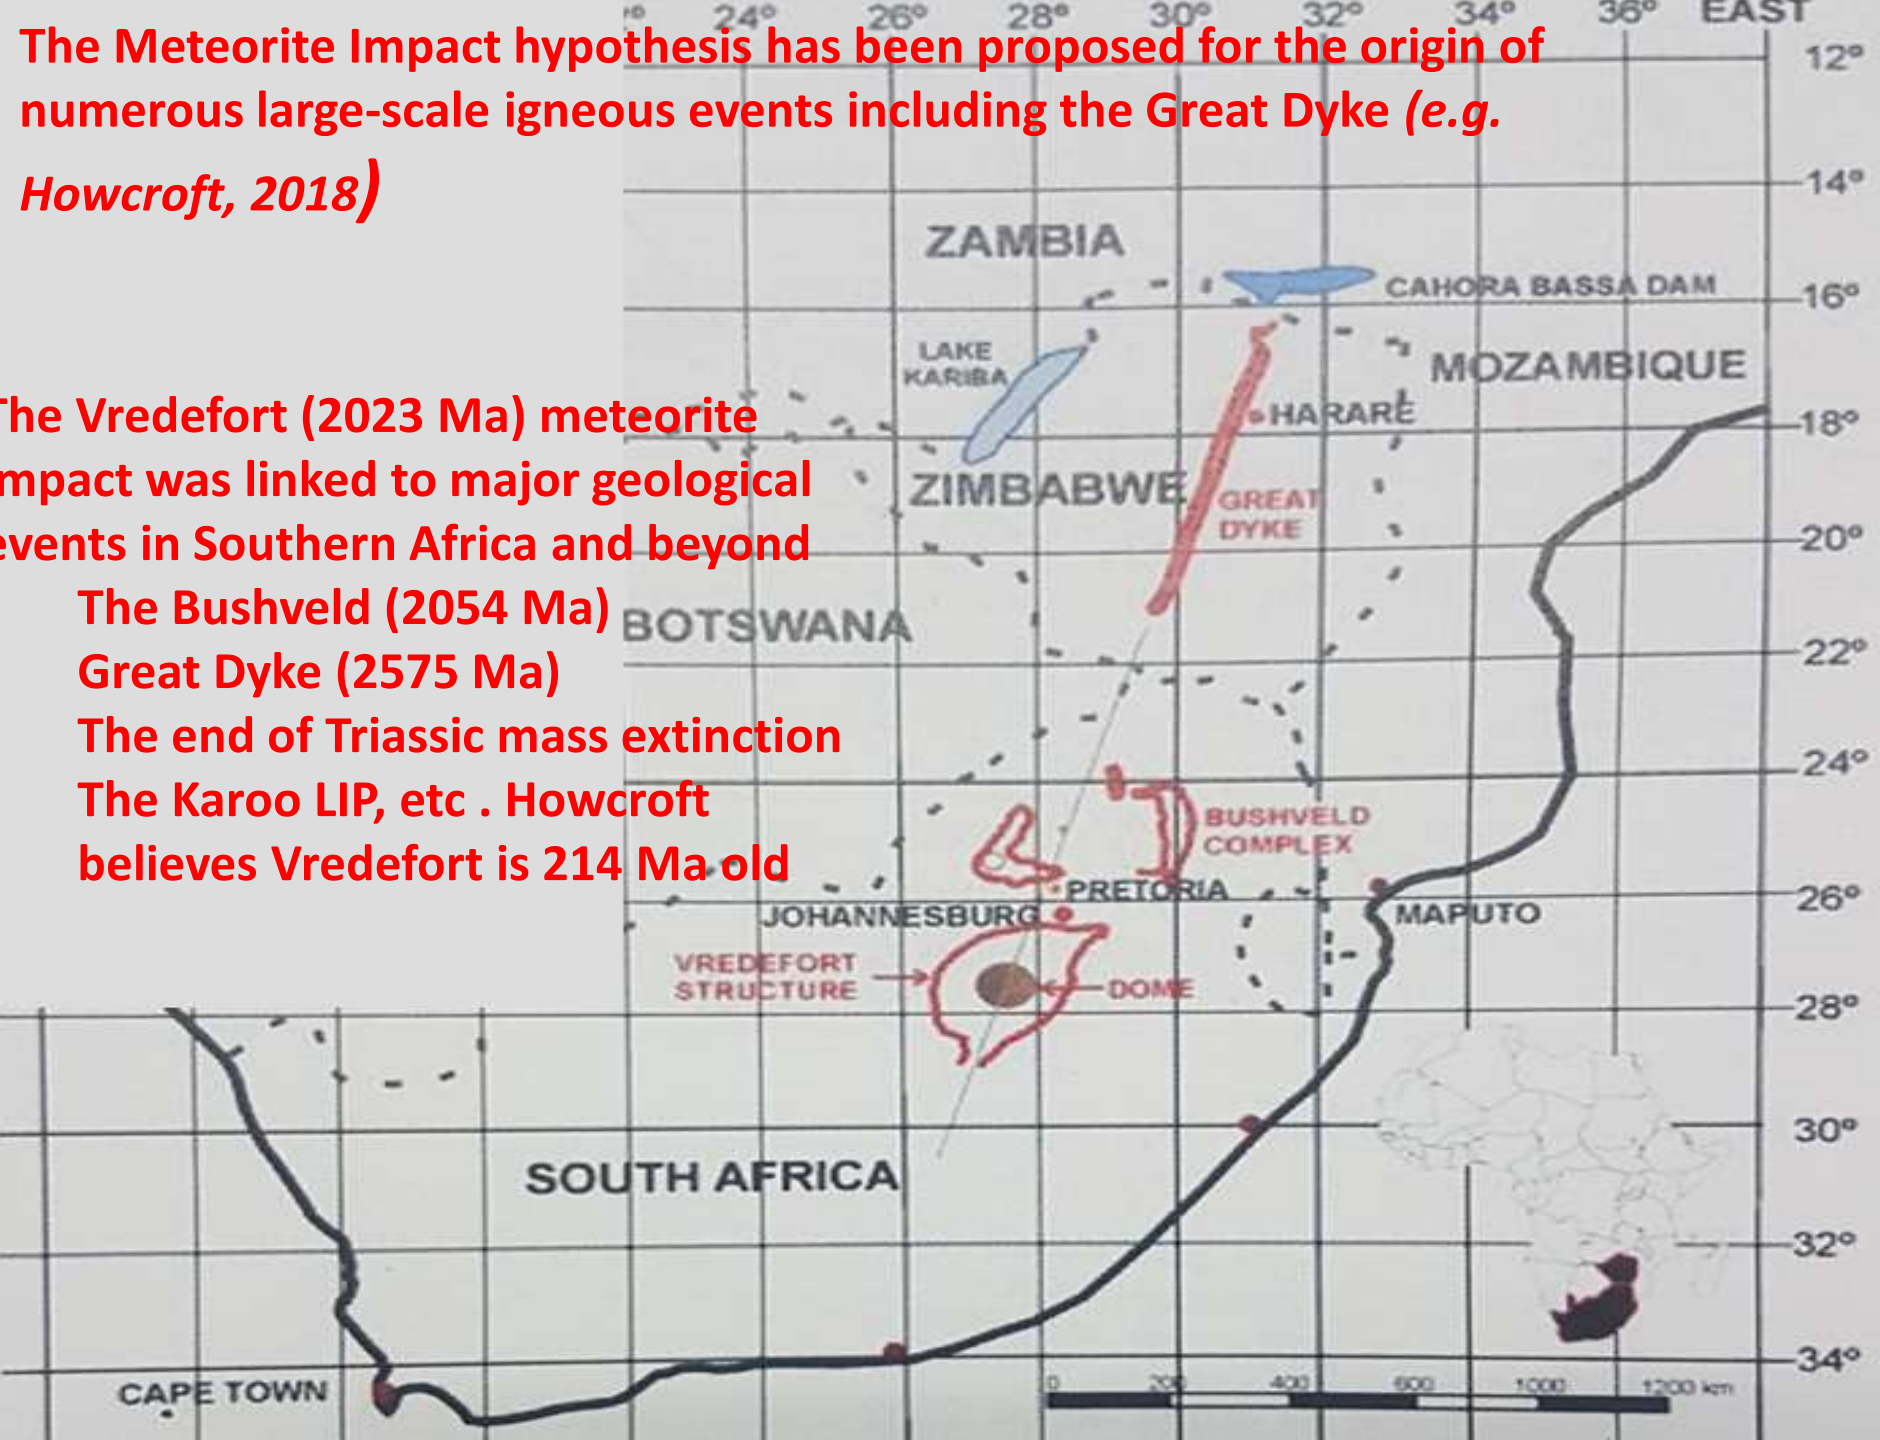 24° 26° 28° 30° 32° 34° 36° EAST
The Meteorite Impact hypothesis has been proposed for the origin of
numerous large-scale igneous events including the Great Dyke (e.g.
Howcroft, 2018)
12°
14°
ZAMBIA
CAHORA BASSA DAM
16°
LAKE
KARIBA
MOZAMBIQUE
HARARE
18°
The Vredefort (2023 Ma) meteorite
impact was linked to major geological
events in Southern Africa and beyond
The Bushveld (2054 Ma)
Great Dyke (2575 Ma)
The end of Triassic mass extinction
The Karoo LIP, etc . Howcroft
believes Vredefort is 214 Ma old
ZIMBABWE
GREAT
DYKE
20°
BOTSWANA
22°
24°
BUSHVELD
COMPLEX
PRETORIA
26°
JOHANNESBURG
MAPUTO
VREDEFORT
STRUCTURE
DOME
28°
30°
SOUTH AFRICA
32°
34°
CAPE TOWN
0 200 400 600 1000 1200 km